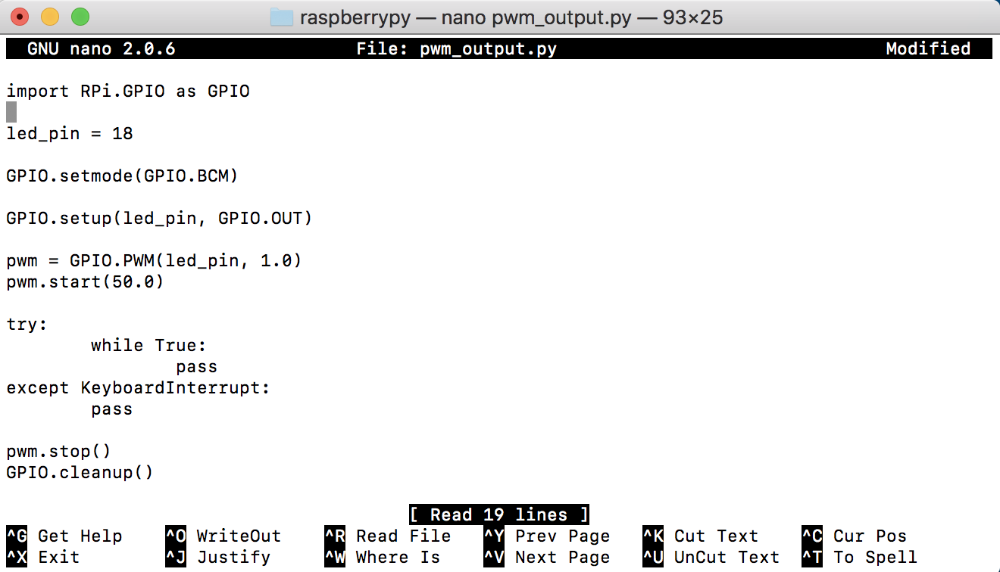 raspberrypy — nano pwm_output.py — 93×25
GNU nano 2.0.6 File: pwm_output.py Modified
import RPi.GPIO as GPIO
led_pin = 18
GPIO.setmode(GPIO.BCM)
GPIO.setup(led_pin, GPIO.OUT)
pwm = GPIO.PWM(led_pin, 1.0)
pwm.start(50.0)
try:
while True:
pass
except KeyboardInterrupt:
pass
pwm.stop()
GPIO.cleanup()
[ Read 19 lines ]
^G Get Help ^O WriteOut ^R Read File ^Y Prev Page ^K Cut Text ^C Cur Pos
^X Exit ^J Justify ^W Where Is ^V Next Page ^U UnCut Text ^T To Spell